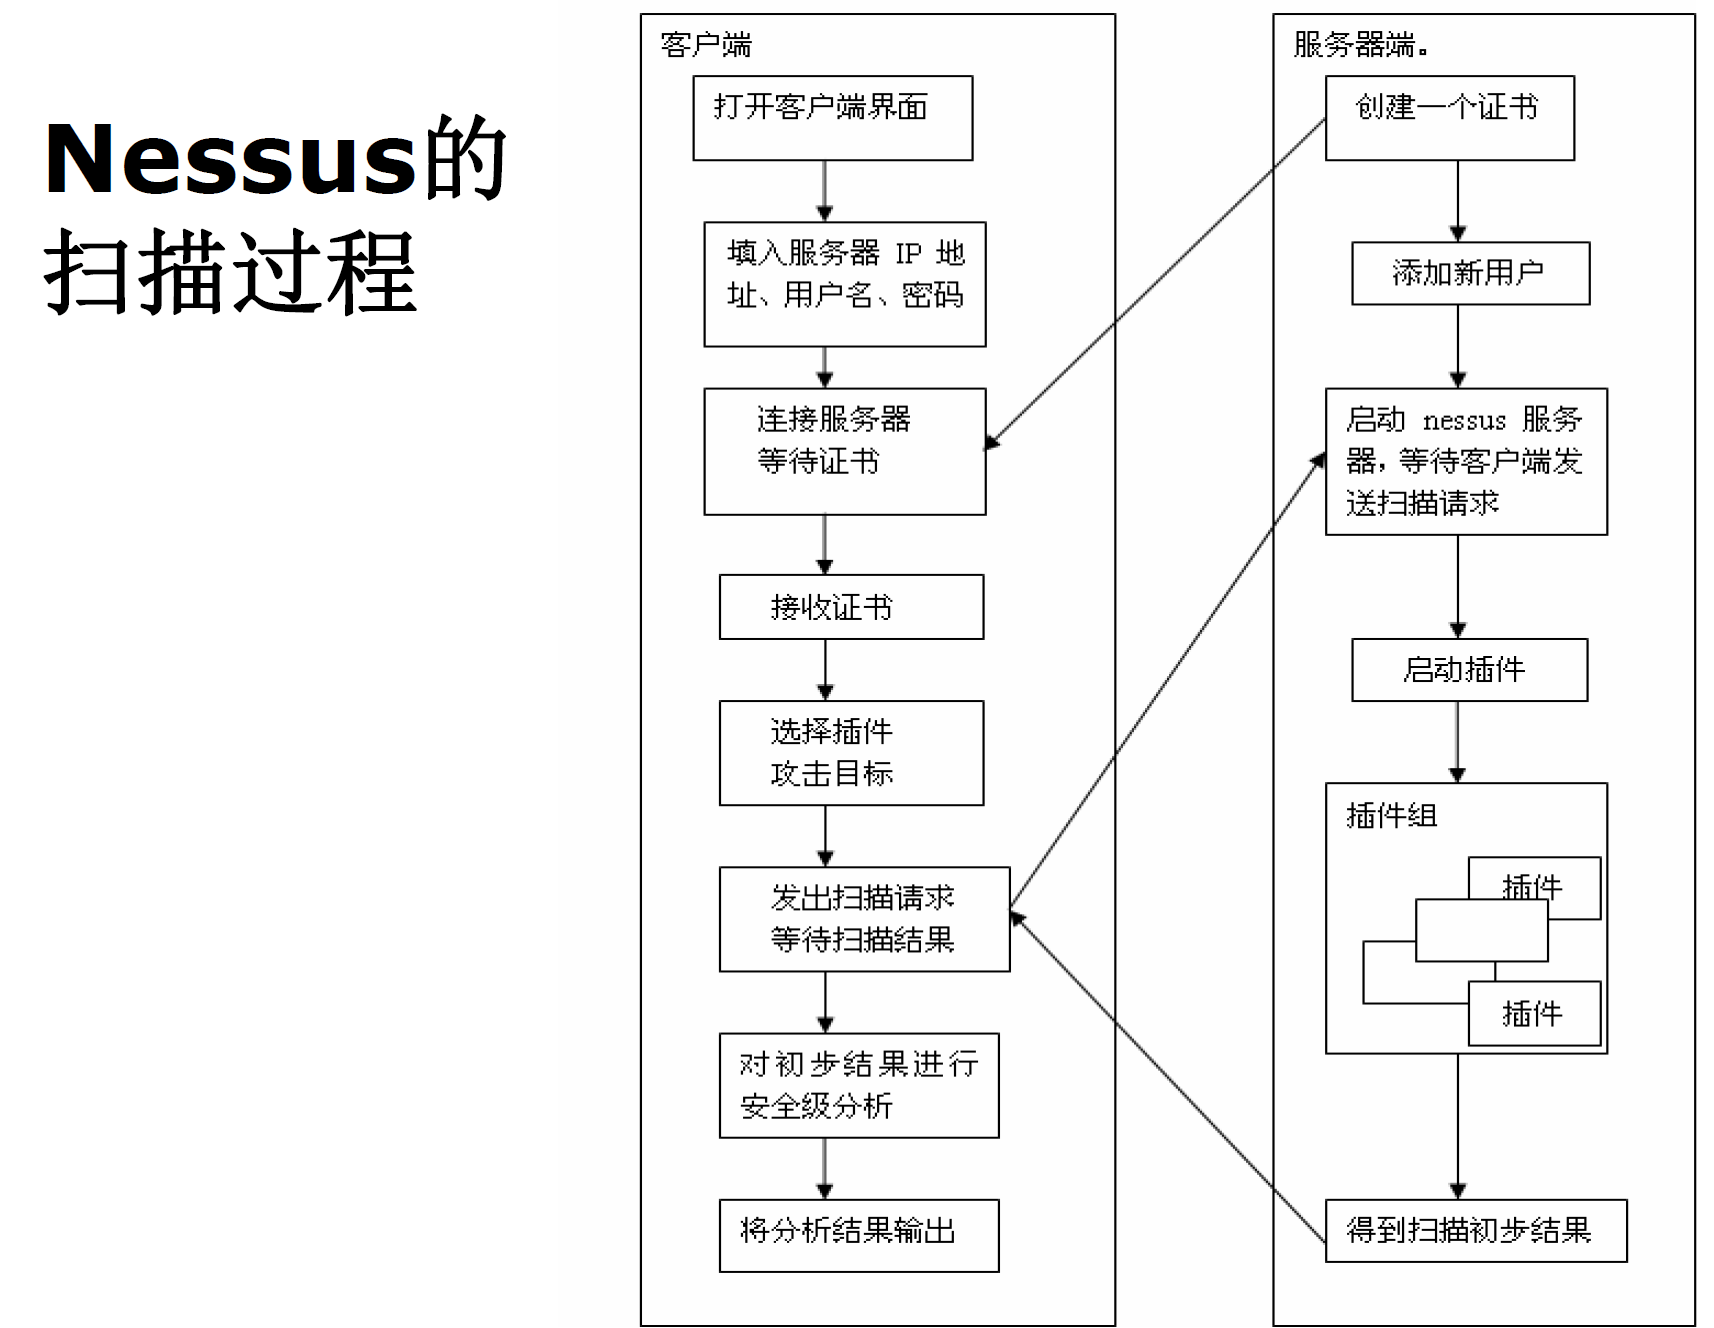 Nessus的
扫描过程
客户端
打开客户端界面
填入服务器 IP 地
址、用户名、密码
连接服务器
等待证书
接收证书
选择插件
攻击目标
发出扫描请求
等待扫描结果
对初步结果进行
安全级分析
将分析结果输出
服务器端。
创建一个证书
添加新用户
启动 nessus 服务
器，等待客户端发
送扫描请求
启动插件
插件组
插件
插件
得到扫描初步结果